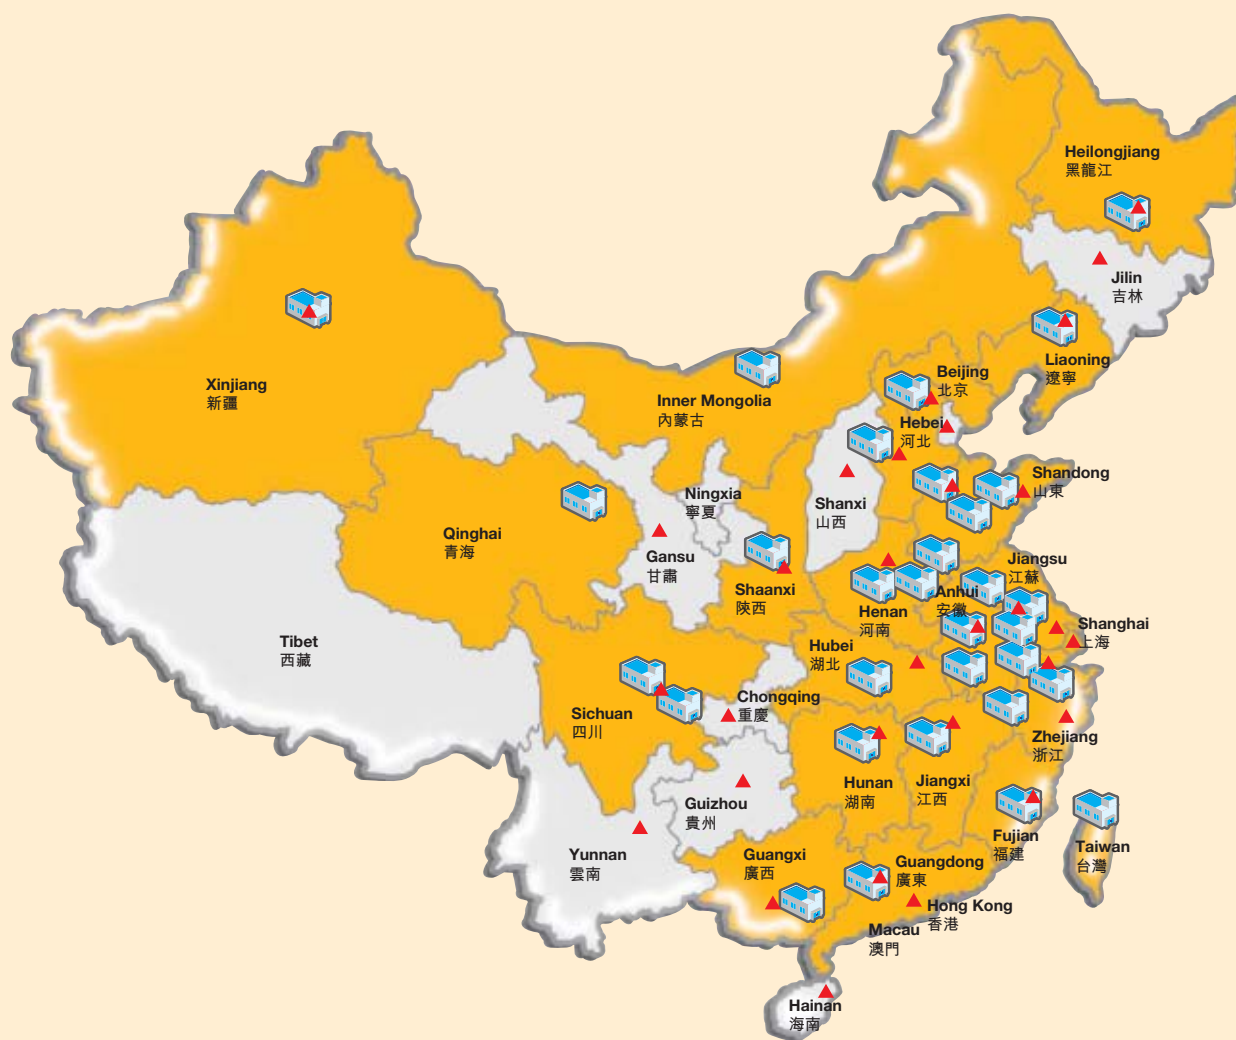 Heilongjiang
黑龍江
Jilin
吉林
Liaoning
遼寧
Beijing
北京
Xinjiang
新疆
Inner Mongolia
內蒙古
Hebei
河北
Shandong
山東
Ningxia
寧夏
Shanxi
山西
Qinghai
青海
Gansu
甘肅
Jiangsu
江蘇
Shaanxi
陝西
Anhui
安徽
Henan
河南
Shanghai
上海
Tibet
西藏
Hubei
湖北
Chongqing
重慶
Sichuan
四川
Zhejiang
浙江
Hunan
湖南
Jiangxi
江西
Guizhou
貴州
Fujian
福建
Taiwan
台灣
Yunnan
雲南
Guangxi
廣西
Guangdong
廣東
Hong Kong
香港
Macau
澳門
Hainan
海南